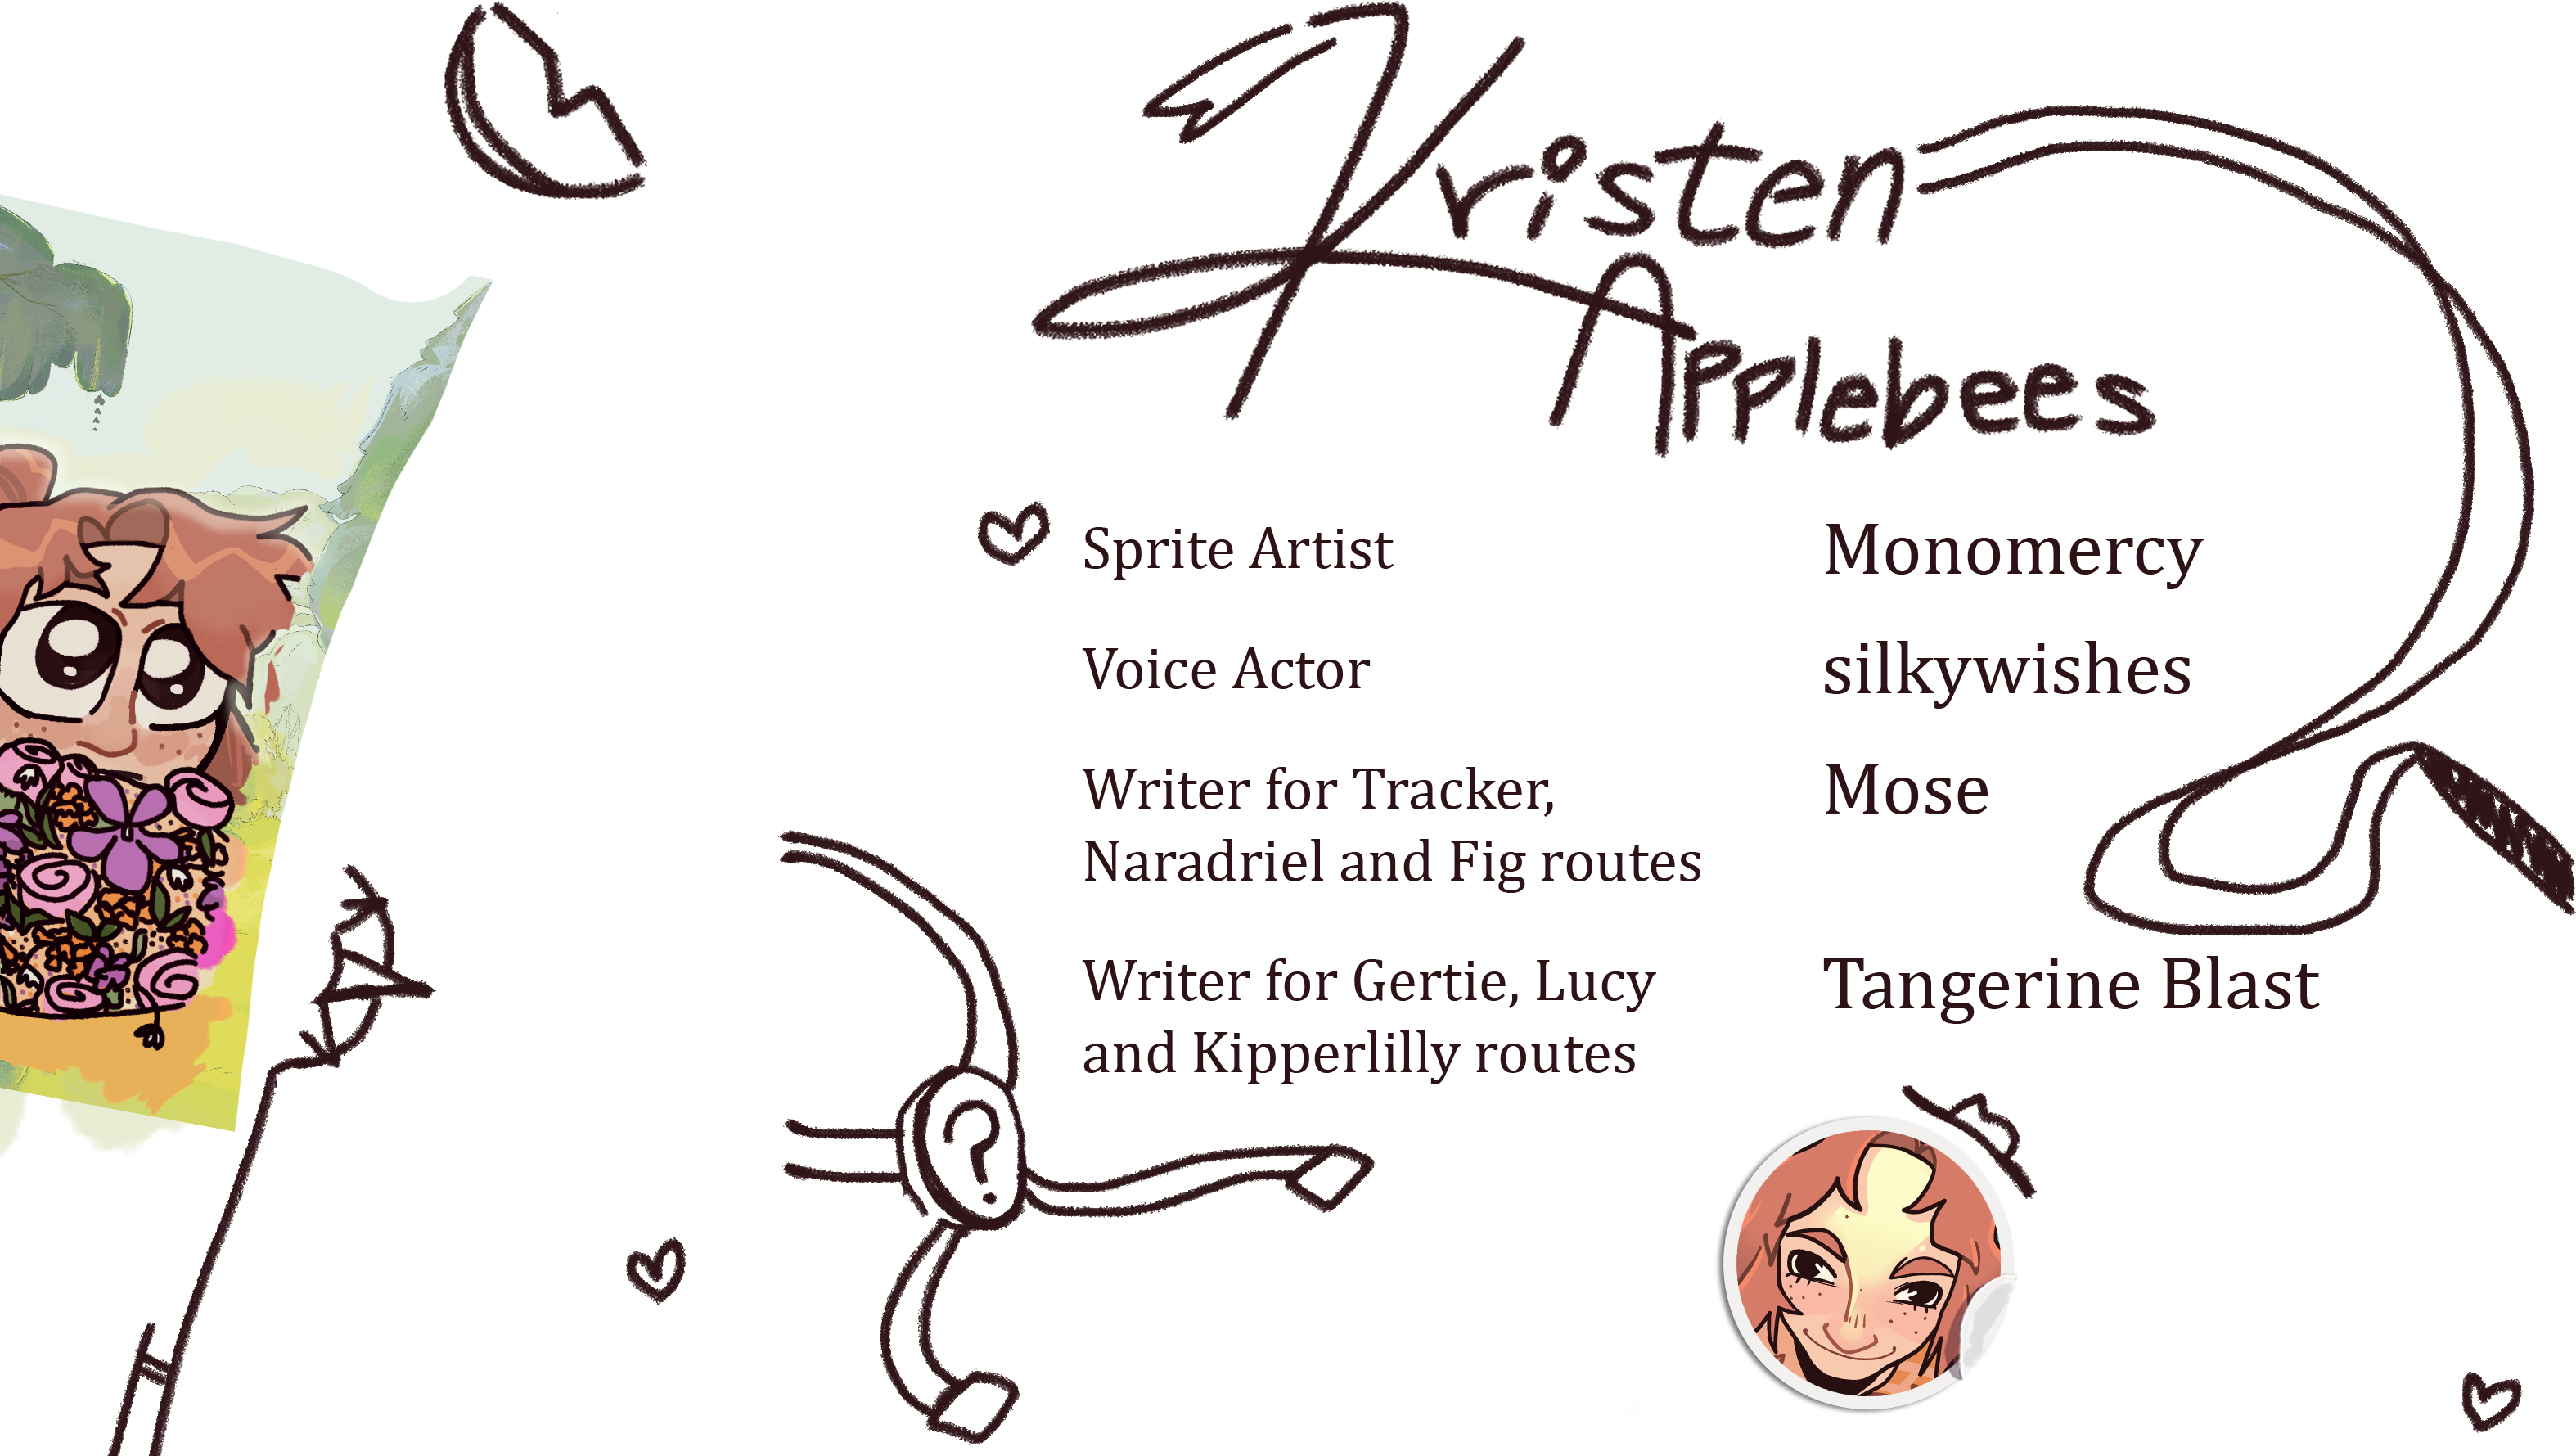 Kristen
Applebees
Sprite Artist
Monomercy
Voice Actor
silkywishes
Writer for Tracker,
Naradriel and Fig routes
Mose
Writer for Gertie, Lucy
and Kipperlilly routes
Tangerine Blast
?